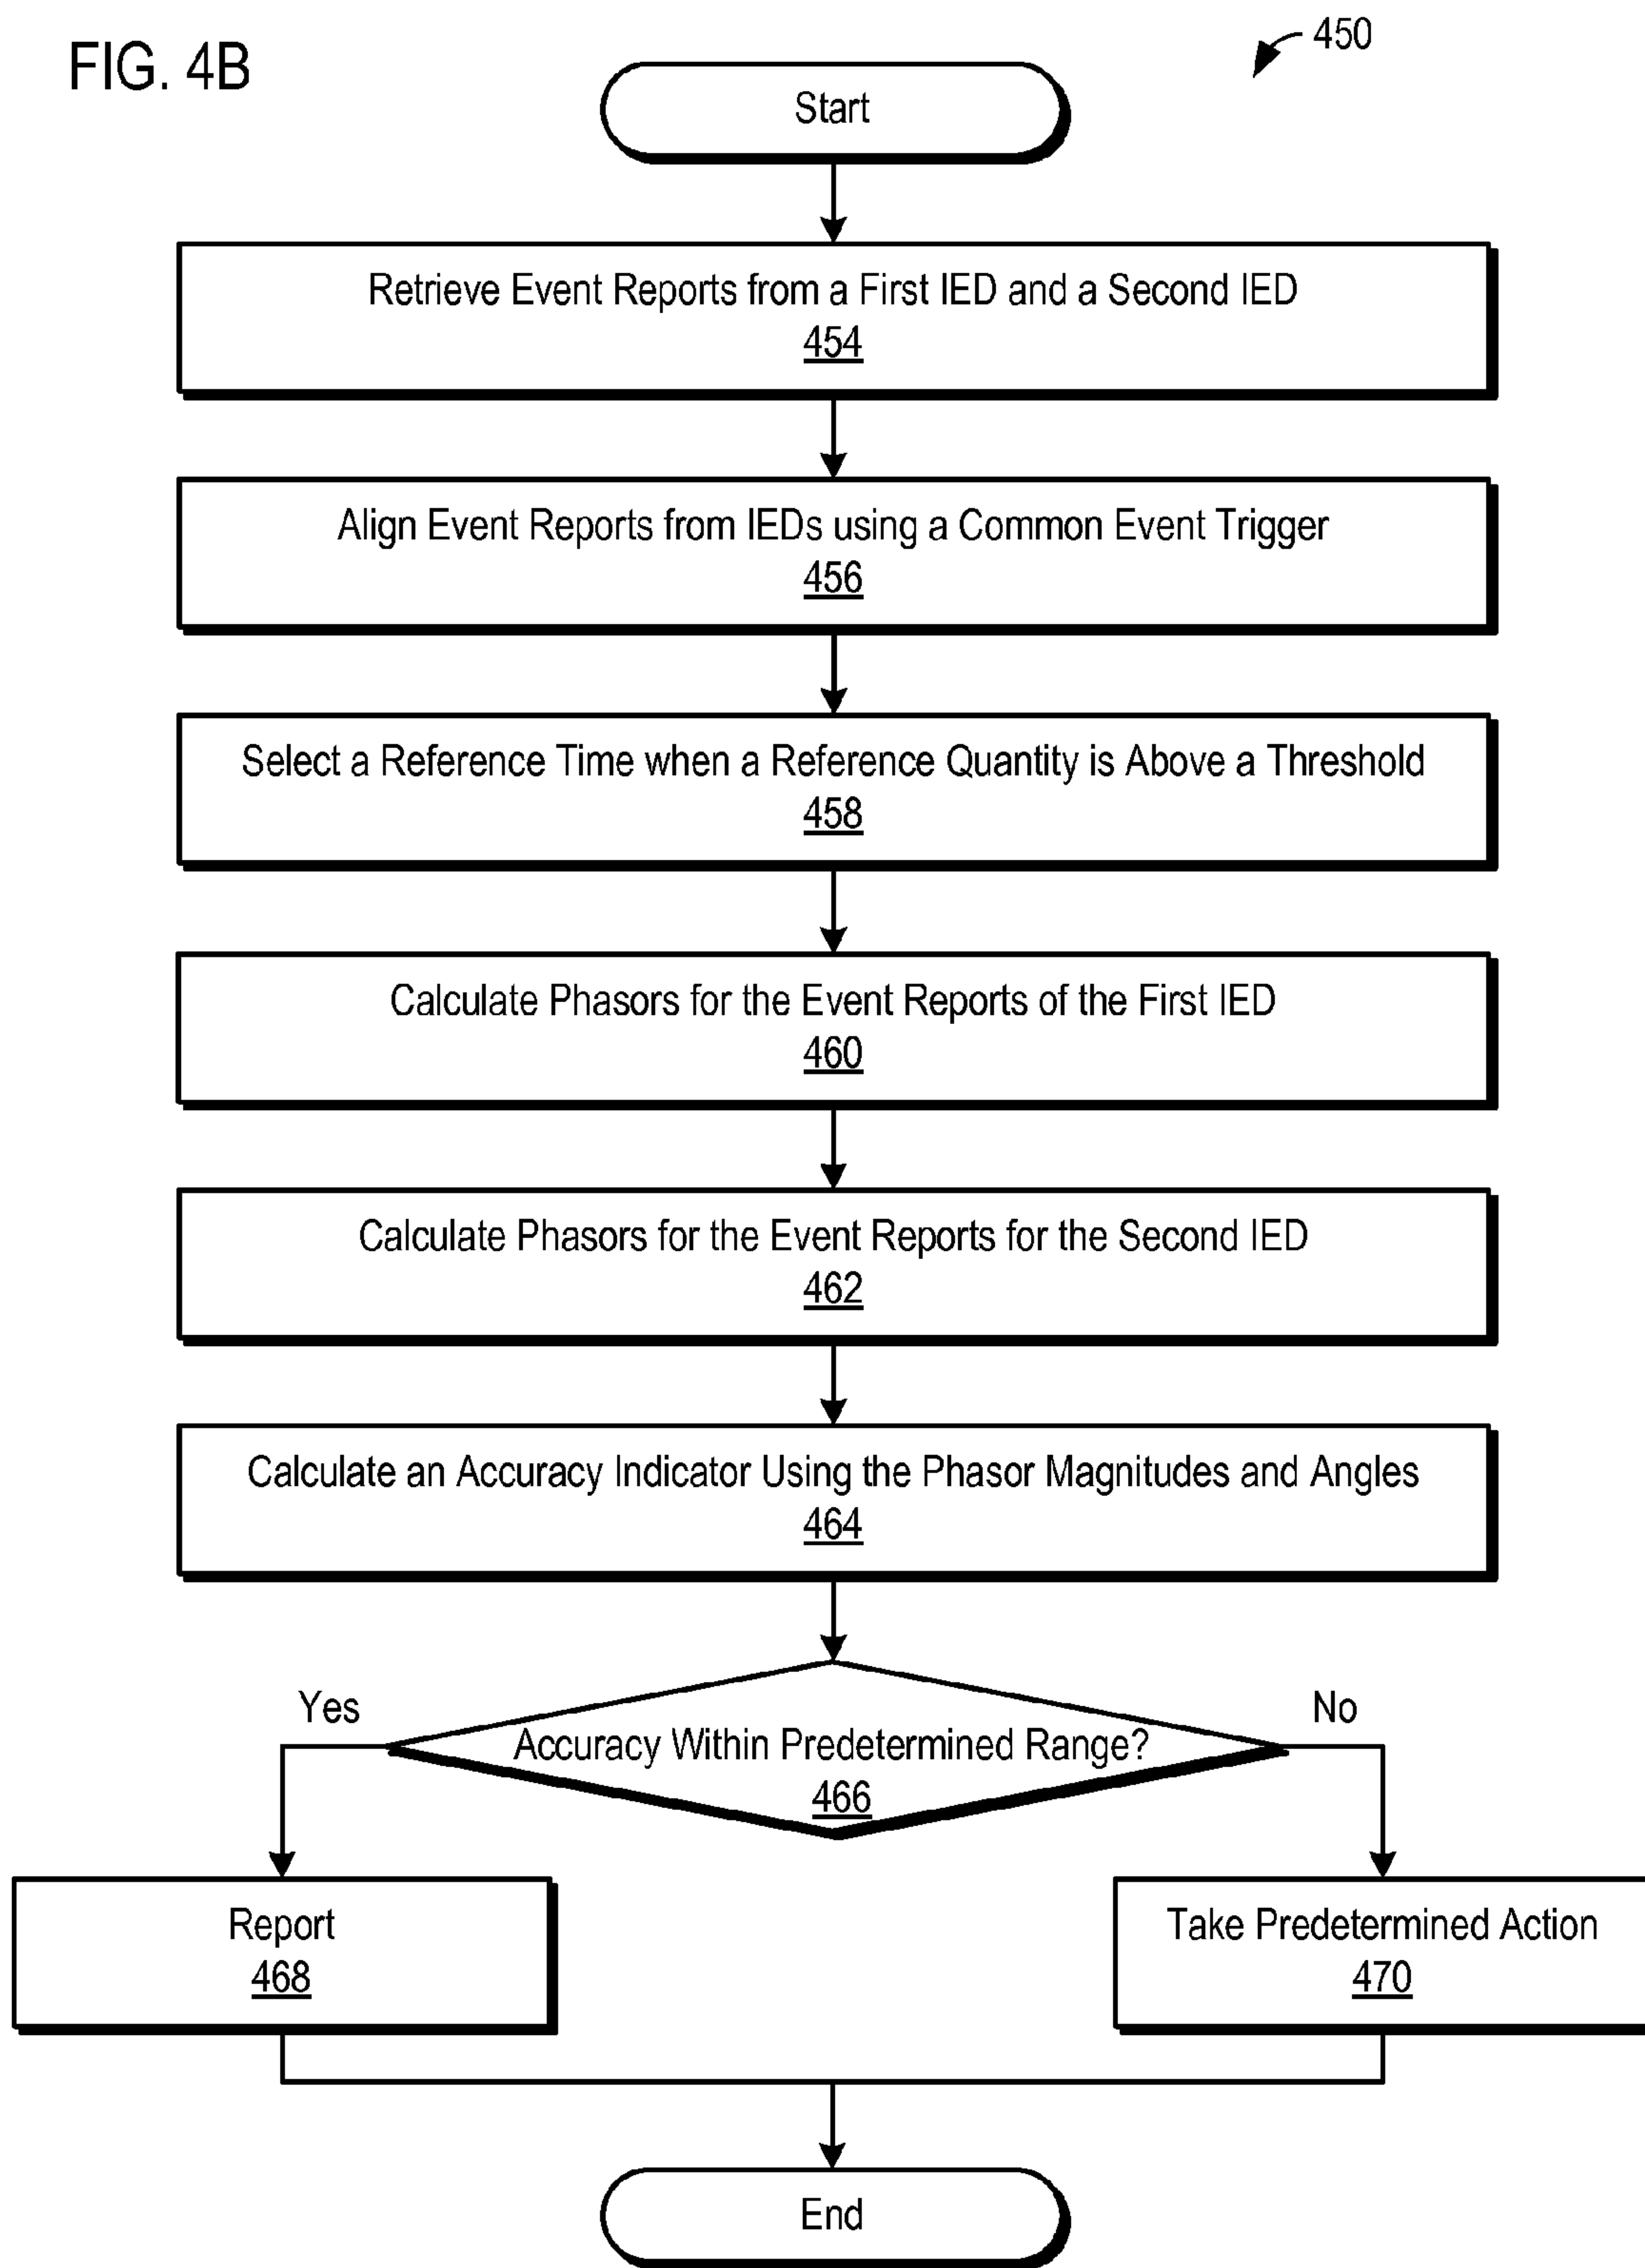 FIG. 4B
450
Start
Retrieve Event Reports from a First IED and a Second IED
454
Align Event Reports from IEDs using a Common Event Trigger
456
Select a Reference Time when a Reference Quantity is Above a Threshold
458
Calculate Phasors for the Event Reports of the First IED
460
Calculate Phasors for the Event Reports for the Second IED
462
Calculate an Accuracy Indicator Using the Phasor Magnitudes and Angles
464
Yes
No
Accuracy Within Predetermined Range?
466
Report
468
Take Predetermined Action
470
End